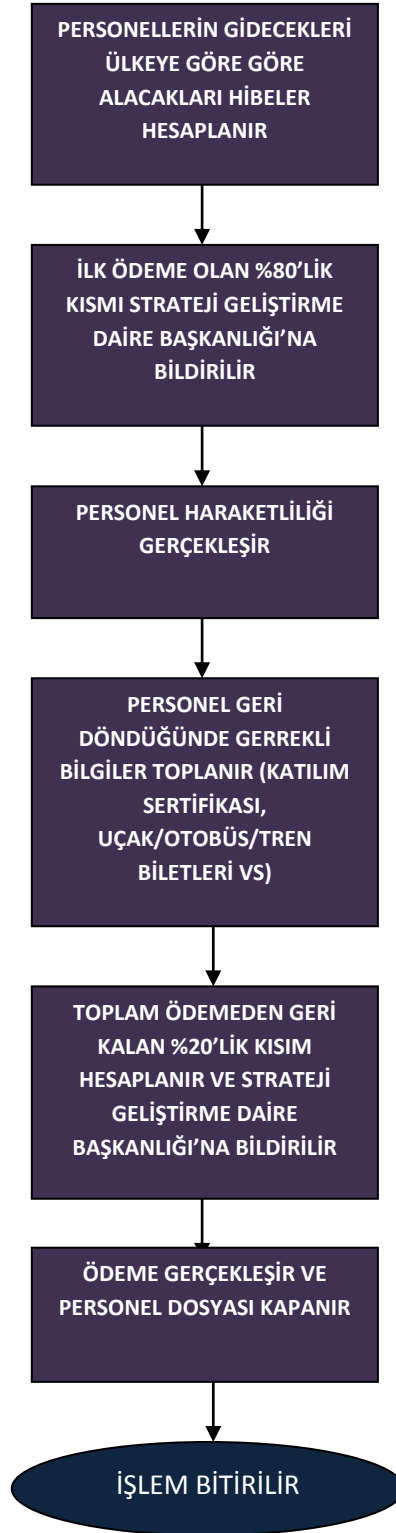 PERSONELLERİN GİDECEKLERİ
ÜLKEYE GÖRE GÖRE
ALACAKLARI HİBELER
HESAPLANIR
İLK ÖDEME OLAN %80’LİK
KISMI STRATEJİ GELİŞTİRME
DAİRE BAŞKANLIĞI’NA
BİLDİRİLİR
PERSONEL HARAKETLİLİĞİ
GERÇEKLEŞİR
PERSONEL GERİ
DÖNDÜĞÜNDE GERREKLİ
BİLGİLER TOPLANIR (KATILIM
SERTİFİKASI,
UÇAK/OTOBÜS/TREN
BİLETLERİ VS)
TOPLAM ÖDEMEDEN GERİ
KALAN %20’LİK KISIM
HESAPLANIR VE STRATEJİ
GELİŞTİRME DAİRE
BAŞKANLIĞI’NA BİLDİRİLİR
ÖDEME GERÇEKLEŞİR VE
PERSONEL DOSYASI KAPANIR
İŞLEM BİTİRİLİR